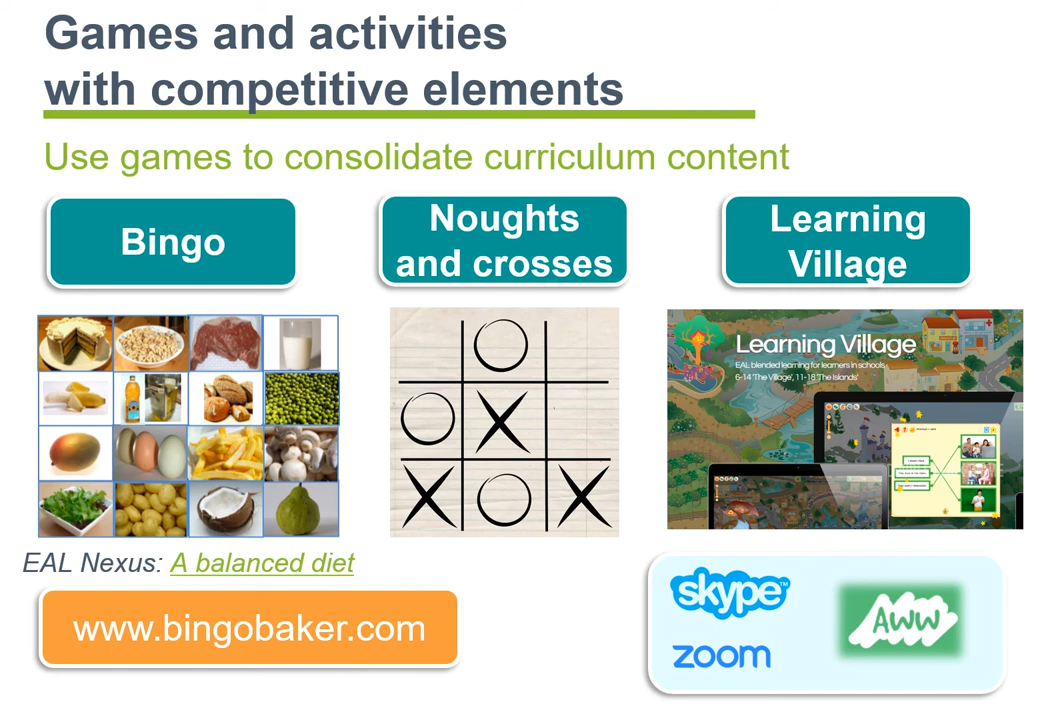 Games and activities
with competitive elements
Use games to consolidate curriculum content
Bingo
Noughts
and crosses
Learning
Village
Learning Village
EAL blended learning for learners in schools
6-14 'The Village', 11-18 'The Islands'
EAL Nexus: A balanced diet
www.bingobaker.com
skype™
AWW
zoom